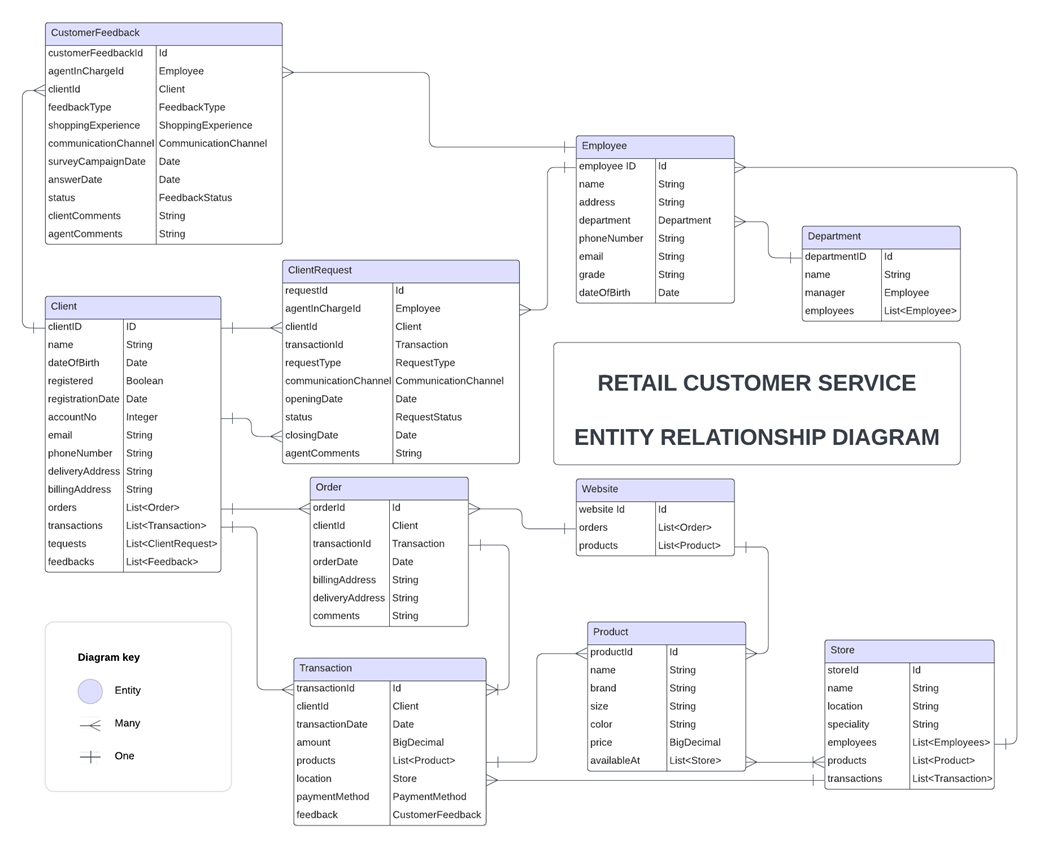 CustomerFeedback
customerFeedbackId Id
agentInChargeId Employee
clientId Client
feedbackType FeedbackType
shoppingExperience ShoppingExperience
communicationChannel CommunicationChannel
surveyCampaignDate Date
answerDate Date
status FeedbackStatus
clientComments String
agentComments String
Employee
employee ID Id
name String
address String
department Department
phoneNumber String
email String
grade String
dateOfBirth Date
Department
departmentID Id
name String
manager Employee
employees List<Employee>
ClientRequest
requestId Id
agentInChargeId Employee
clientId Client
transactionId Transaction
requestType RequestType
communicationChannel CommunicationChannel
openingDate Date
status RequestStatus
closingDate Date
agentComments String
Client
clientID ID
name String
dateOfBirth Date
registered Boolean
registrationDate Date
accountNo Integer
email String
phoneNumber String
deliveryAddress String
billingAddress String
orders List<Order>
transactions List<Transaction>
tequests List<ClientRequest>
feedbacks List<Feedback>
RETAIL CUSTOMER SERVICE
ENTITY RELATIONSHIP DIAGRAM
Order
orderId Id
clientId Client
transactionId Transaction
orderDate Date
billingAddress String
deliveryAddress String
comments String
Website
website Id Id
orders List<Order>
products List<Product>
Product
productId Id
name String
brand String
size String
color String
price BigDecimal
availableAt List<Store>
Store
storeId Id
name String
location String
speciality String
employees List<Employees>
products List<Product>
transactions List<Transaction>
Transaction
transactionId Id
clientId Client
transactionDate Date
amount BigDecimal
products List<Product>
location Store
paymentMethod PaymentMethod
feedback CustomerFeedback
Diagram key
Entity
Many
One